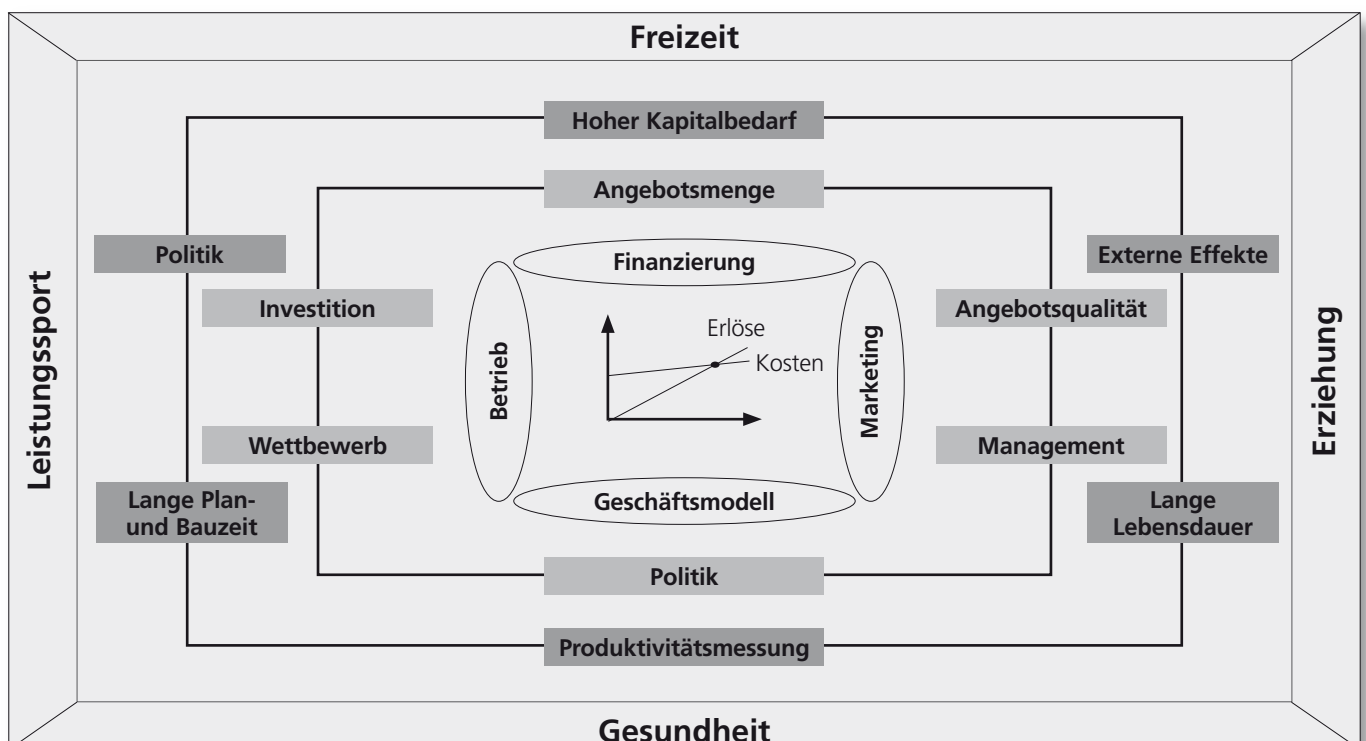 Freizeit
Hoher Kapitalbedarf
Angebotsmenge
Politik
Externe Effekte
Finanzierung
Investition
Angebotsqualität
Erlöse
Kosten
Leistungssport
Betrieb
Marketing
Erziehung
Wettbewerb
Management
Lange Plan-
und Bauzeit
Geschäftsmodell
Lange
Lebensdauer
Politik
Produktivitätsmessung
Gesundheit